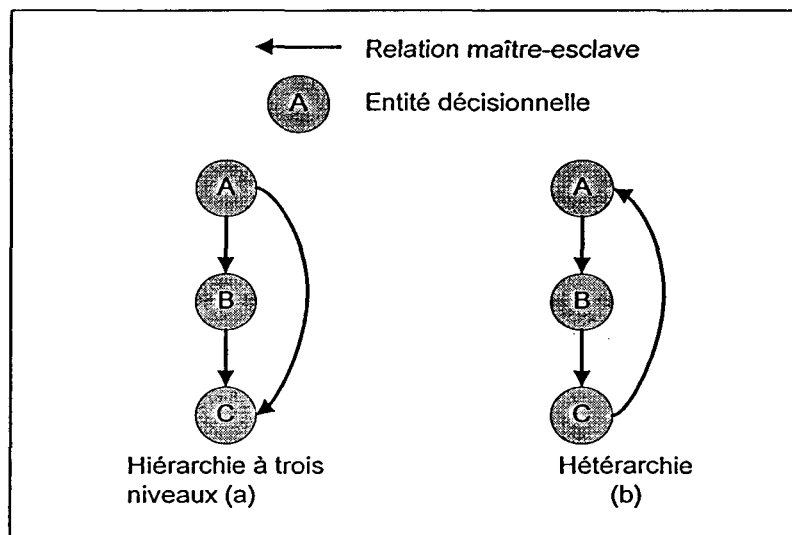 Relation maître-esclave
A
Entité décisionnelle
A
B
C
Hiérarchie à trois
niveaux (a)
A
B
C
Hétérarchie
(b)